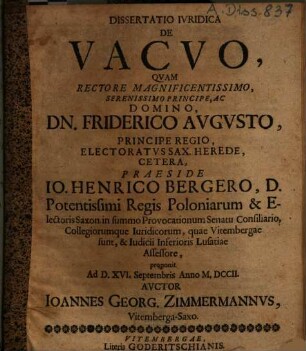 A.Diss.837
DISSERTATIO IVRIDICA
DE
VACVO,
QVAM
RECTORE MAGNIFICENTISSIMO,
SERENISSIMO PRINCIPE, AC
DOMINO,
DN. FRIDERICO AVGVSTO,
PRINCIPE REGIO,
ELECTORATVS SAX. HEREDE,
CETERA,
PRAESIDE
IO. HENRICO BERGERO, D.
Potentissimi Regis Poloniarum & E-
lectoris Saxon. in summo Provocationum Senatu Consiliario,
Collegiorumque Iuridicorum, quae Vitembergae
sunt, & Iudicii Inferioris Lusatiae
Assessore,
proponit
Ad D. XVI. Septembris Anno M, DCCII.
AVCTOR
IOANNES GEORG. ZIMMERMANNVS,
Vitemberga-Saxo.
VITEMBERGAE,
Literis GODERITSCHIANIS.